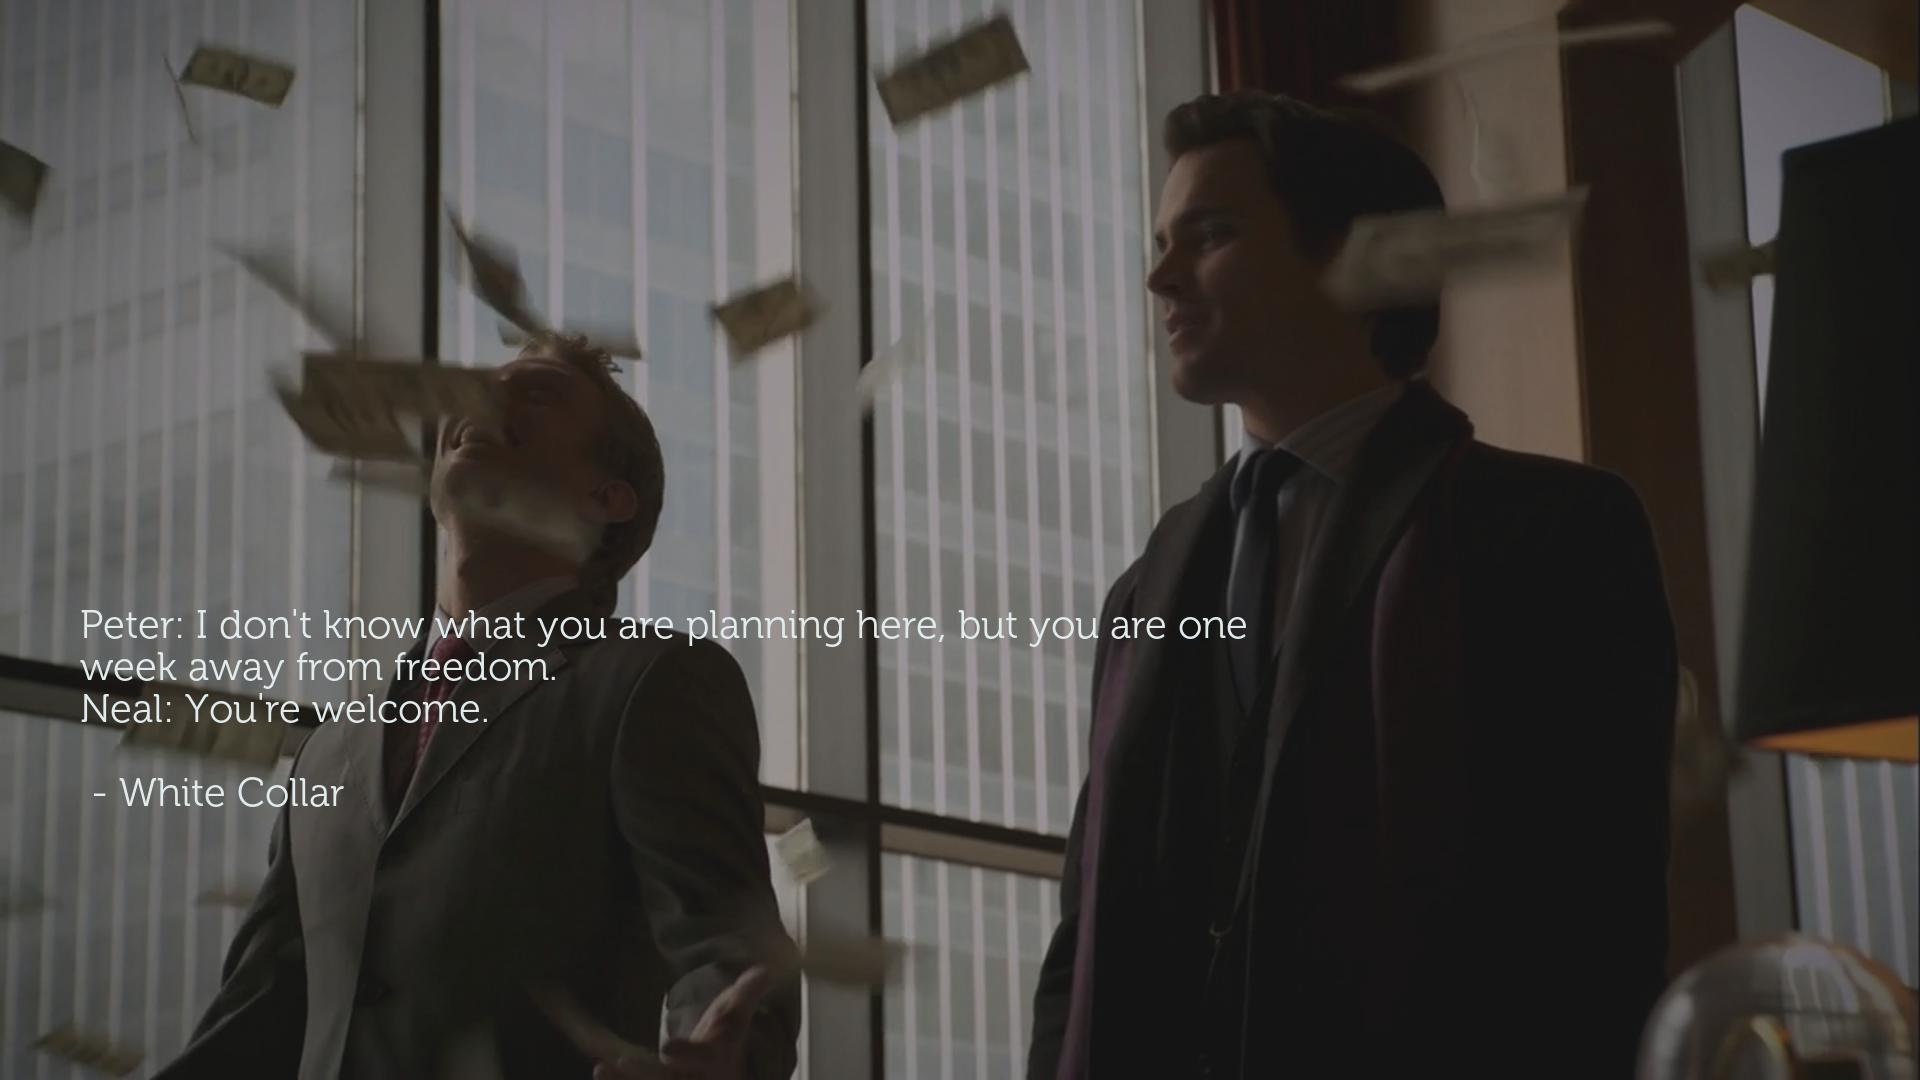 Peter: I don't know what you are planning here, but you are one
week away from freedom.
Neal: You're welcome.
- White Collar